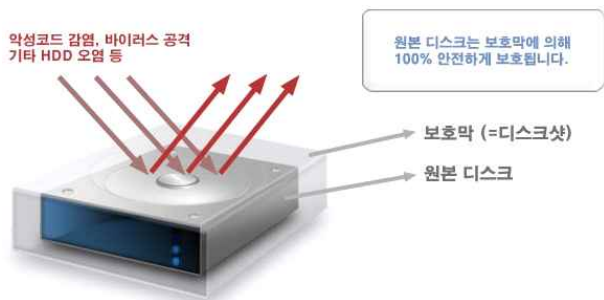 악성코드 감염, 바이러스 공격
기타 HDD 오염 등
원본 디스크는 보호막에 의해
100% 안전하게 보호됩니다.
보호막 (=디스크샷)
원본 디스크